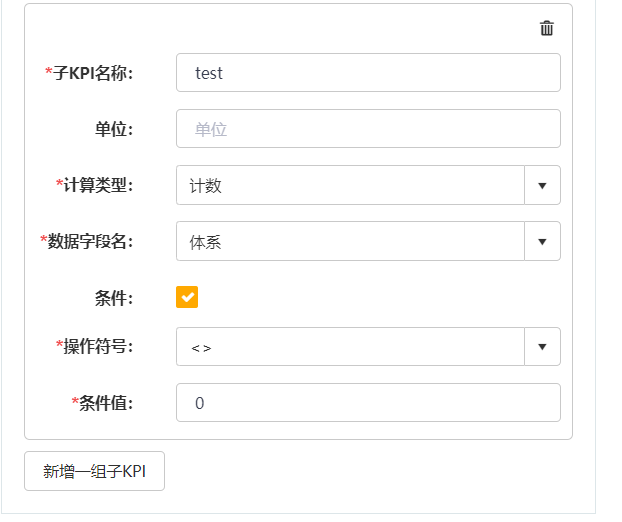 *子KPI名称: test
单位: 单位
*计算类型: 计数
*数据字段名: 体系
条件:
*操作符号: <>
*条件值: 0
新增一组子KPI